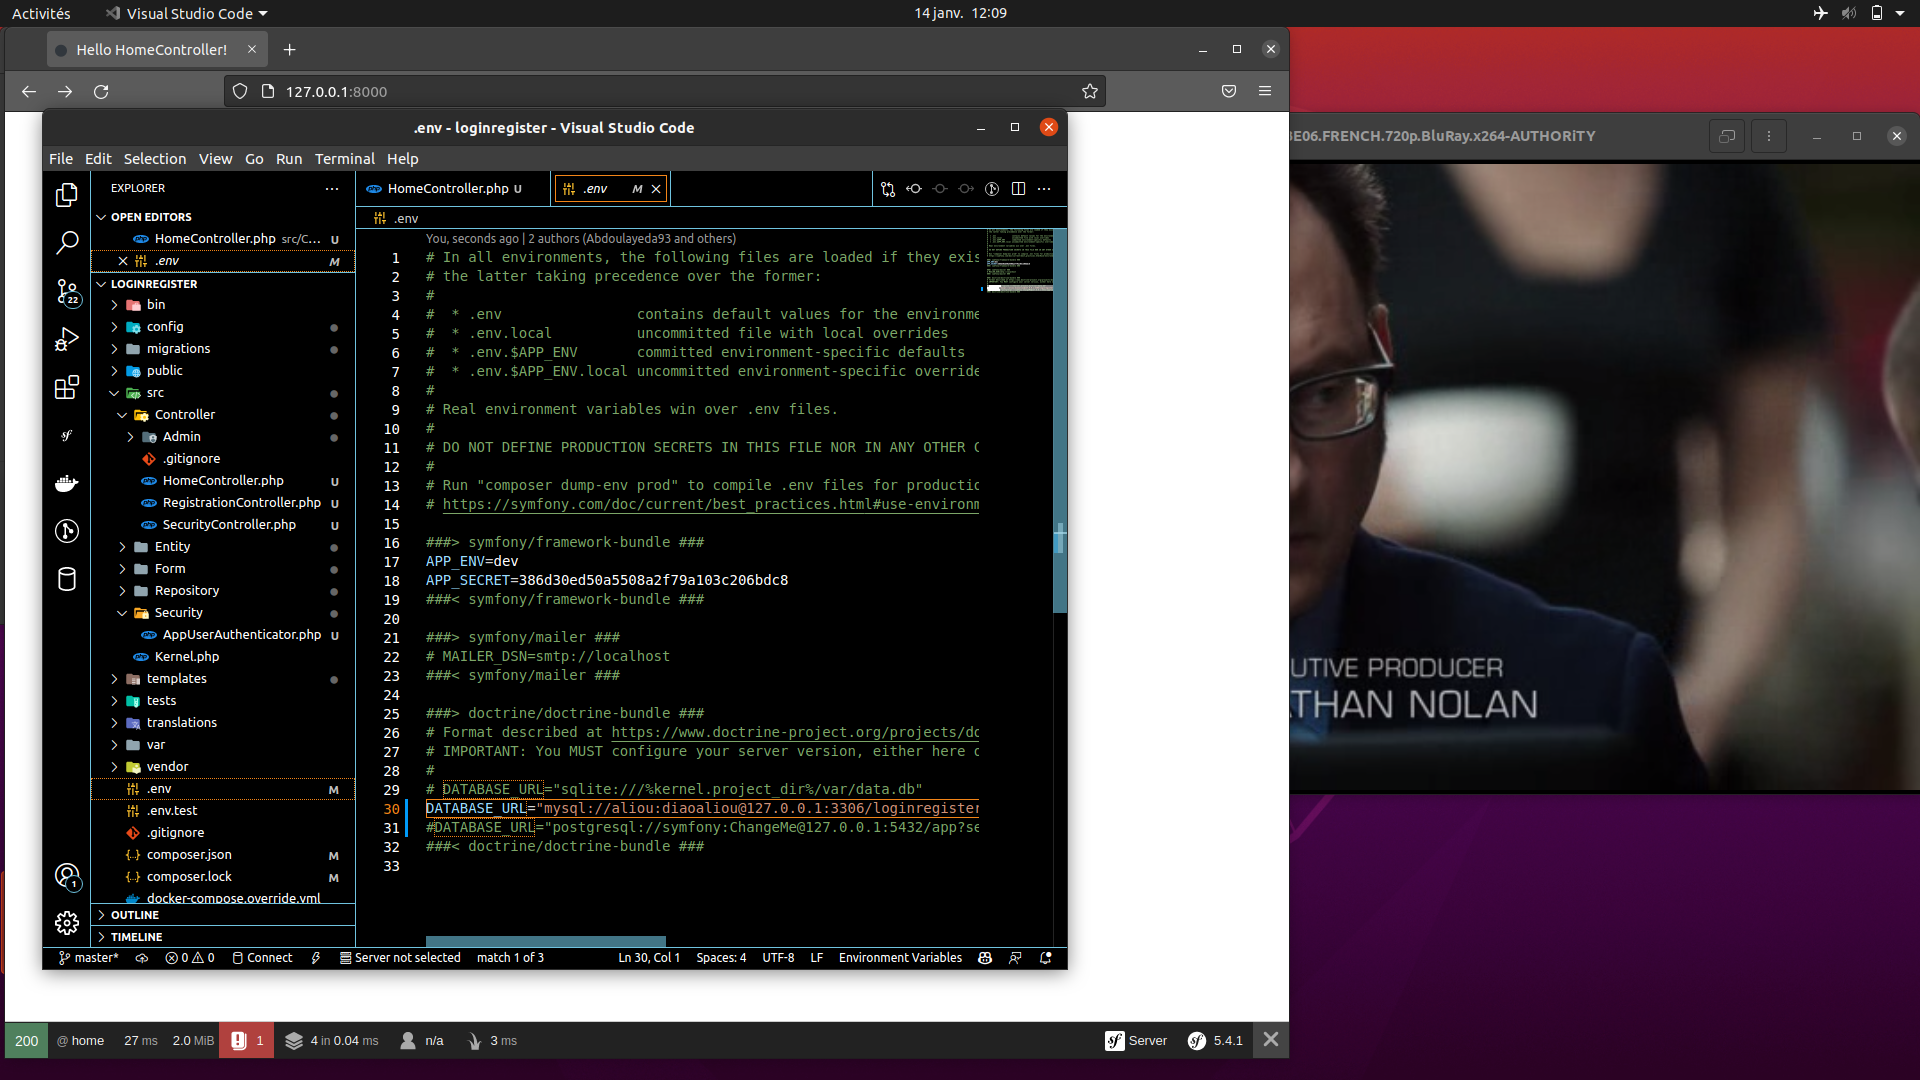 Activités
Visual Studio Code
14 janv. 12:09
Hello HomeController!
127.0.0.1:8000
.env - loginregister - Visual Studio Code
File Edit Selection View Go Run Terminal Help
EXPLORER
OPEN EDITORS
HomeController.php src/C... U
.env M
LOGINREGISTER
bin
config
migrations
public
src
Controller
Admin
.gitignore
HomeController.php U
RegistrationController.php U
SecurityController.php U
Entity
Form
Repository
Security
AppUserAuthenticator.php U
Kernel.php
templates
tests
translations
var
vendor
.env M
.env.test
.gitignore
composer.json M
composer.lock M
docker-compose.override.yml
OUTLINE
TIMELINE
22
1
HomeController.php U
.env M
.env
You, seconds ago | 2 authors (Abdoulayeda93 and others)
1 # In all environments, the following files are loaded if they exis
2 # the latter taking precedence over the former:
3 #
4 # * .env contains default values for the environme
5 # * .env.local uncommitted file with local overrides
6 # * .env.$APP_ENV committed environment-specific defaults
7 # * .env.$APP_ENV.local uncommitted environment-specific override
8 #
9 # Real environment variables win over .env files.
10 #
11 # DO NOT DEFINE PRODUCTION SECRETS IN THIS FILE NOR IN ANY OTHER C
12 #
13 # Run "composer dump-env prod" to compile .env files for productio
14 # https://symfony.com/doc/current/best_practices.html#use-environm
15
16 ###> symfony/framework-bundle ###
17 APP_ENV=dev
18 APP_SECRET=386d30ed50a5508a2f79a103c206bdc8
19 ###< symfony/framework-bundle ###
20
21 ###> symfony/mailer ###
22 # MAILER_DSN=smtp://localhost
23 ###< symfony/mailer ###
24
25 ###> doctrine/doctrine-bundle ###
26 # Format described at https://www.doctrine-project.org/projects/do
27 # IMPORTANT: You MUST configure your server version, either here o
28 #
29 # DATABASE_URL="sqlite:///%kernel.project_dir%/var/data.db"
30 DATABASE_URL="mysql://aliou:diaoaliou@127.0.0.1:3306/loginregister
31 #DATABASE_URL="postgresql://symfony:ChangeMe@127.0.0.1:5432/app?se
32 ###< doctrine/doctrine-bundle ###
33
master* 0 0 Connect Server not selected match 1 of 3 Ln 30, Col 1 Spaces: 4 UTF-8 LF Environment Variables
E06.FRENCH.720p.BluRay.x264-AUTHORiTY
UTIVE PRODUCER
THAN NOLAN
200 @ home 27 ms 2.0 MiB 1 4 in 0.04 ms n/a 3 ms sf Server sf 5.4.1